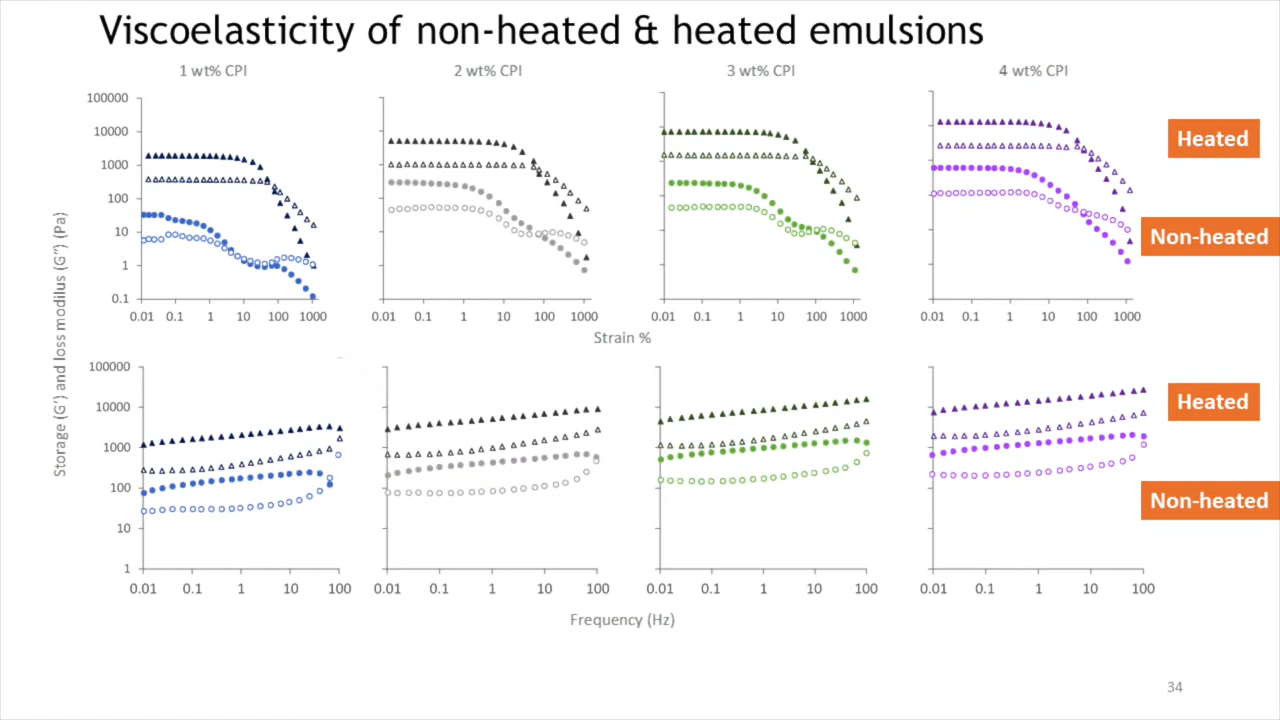 Viscoelasticity of non-heated & heated emulsions
1 wt% CPI
2 wt% CPI
3 wt% CPI
4 wt% CPI
Storage (G') and loss modilus (G'') (Pa)
100000
10000
1000
100
10
1
0.1
0.01 0.1 1 10 100 1000
0.01 0.1 1 10 100 1000
0.01 0.1 1 10 100 1000
0.01 0.1 1 10 100 1000
Strain %
Heated
Non-heated
100000
10000
1000
100
10
1
0.01 0.1 1 10 100
0.01 0.1 1 10 100
0.01 0.1 1 10 100
0.01 0.1 1 10 100
Frequency (Hz)
Heated
Non-heated
34